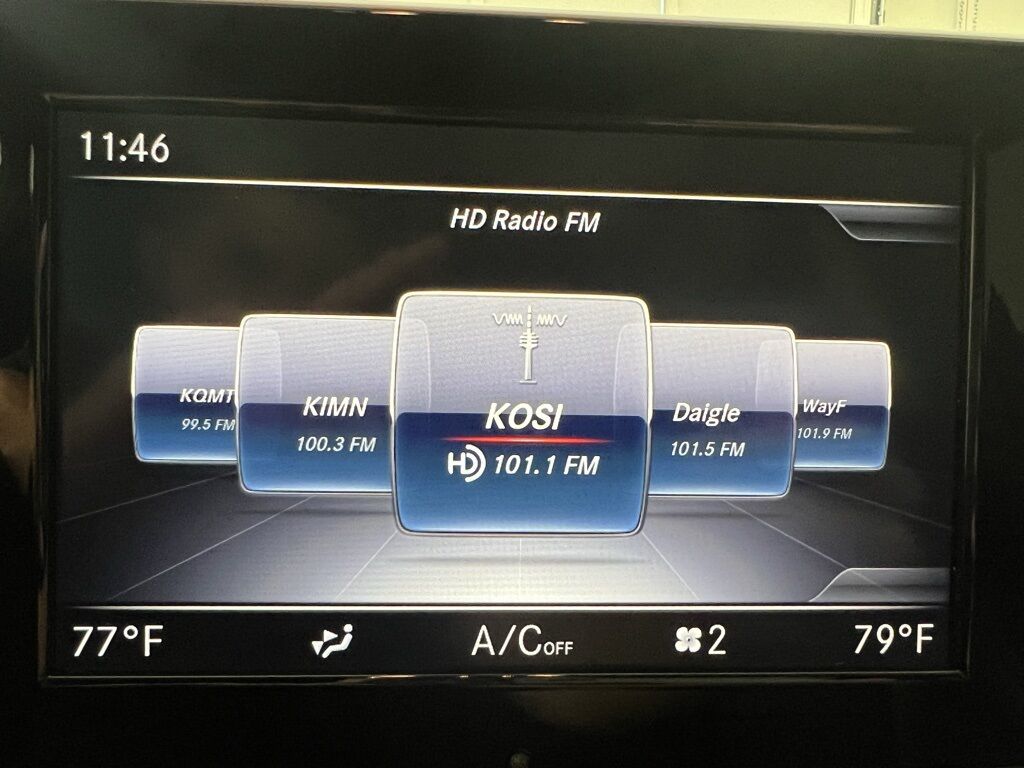 11:46
HD Radio FM
KQMT
99.5 FM
KIMN
100.3 FM
KOSI
HD 101.1 FM
Daigle
101.5 FM
WayF
101.9 FM
77°F A/C OFF 2 79°F